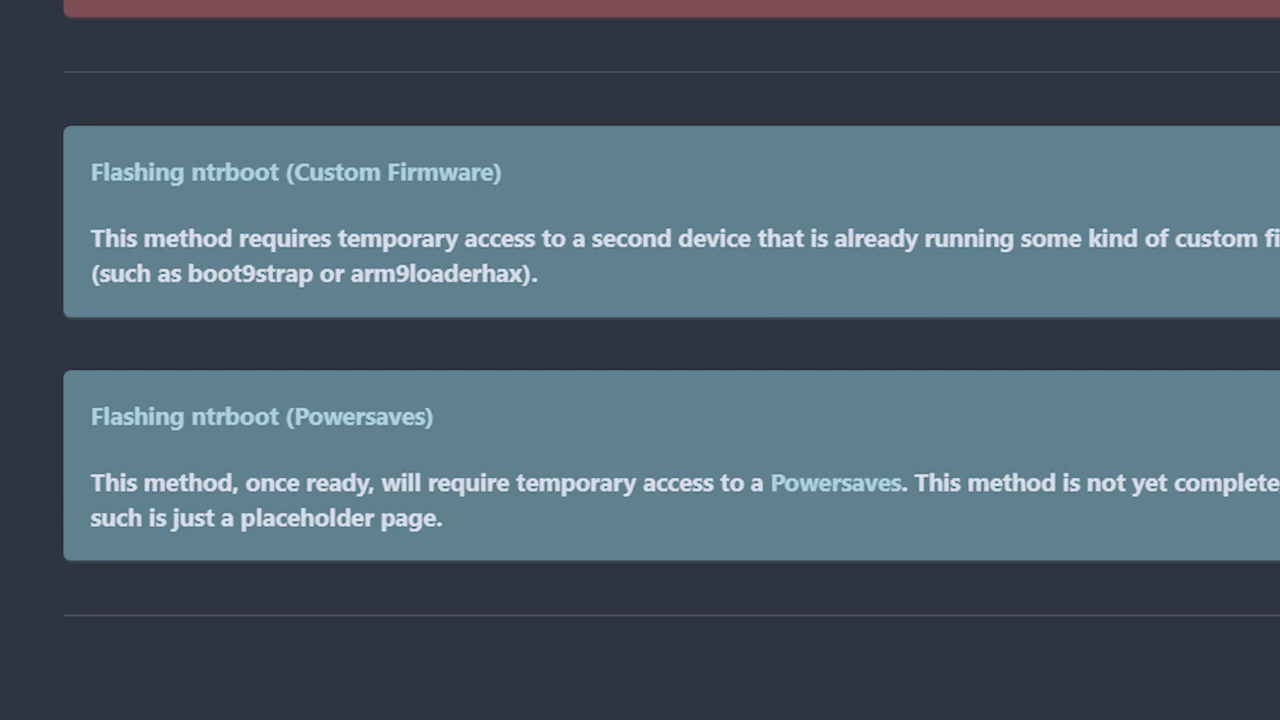 Flashing ntrboot (Custom Firmware)
This method requires temporary access to a second device that is already running some kind of custom fi
(such as boot9strap or arm9loaderhax).
Flashing ntrboot (Powersaves)
This method, once ready, will require temporary access to a Powersaves. This method is not yet complete
such is just a placeholder page.